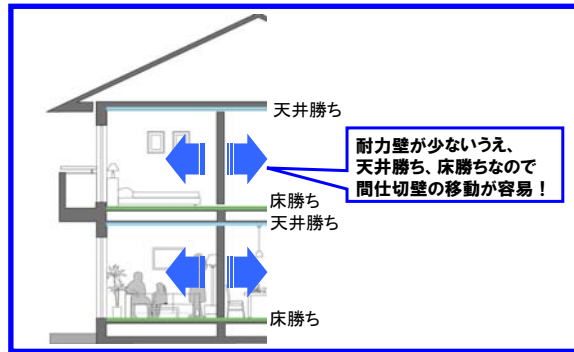 天井勝ち
耐力壁が少ないうえ、
天井勝ち、床勝ちなので
間仕切壁の移動が容易！
床勝ち
天井勝ち
床勝ち